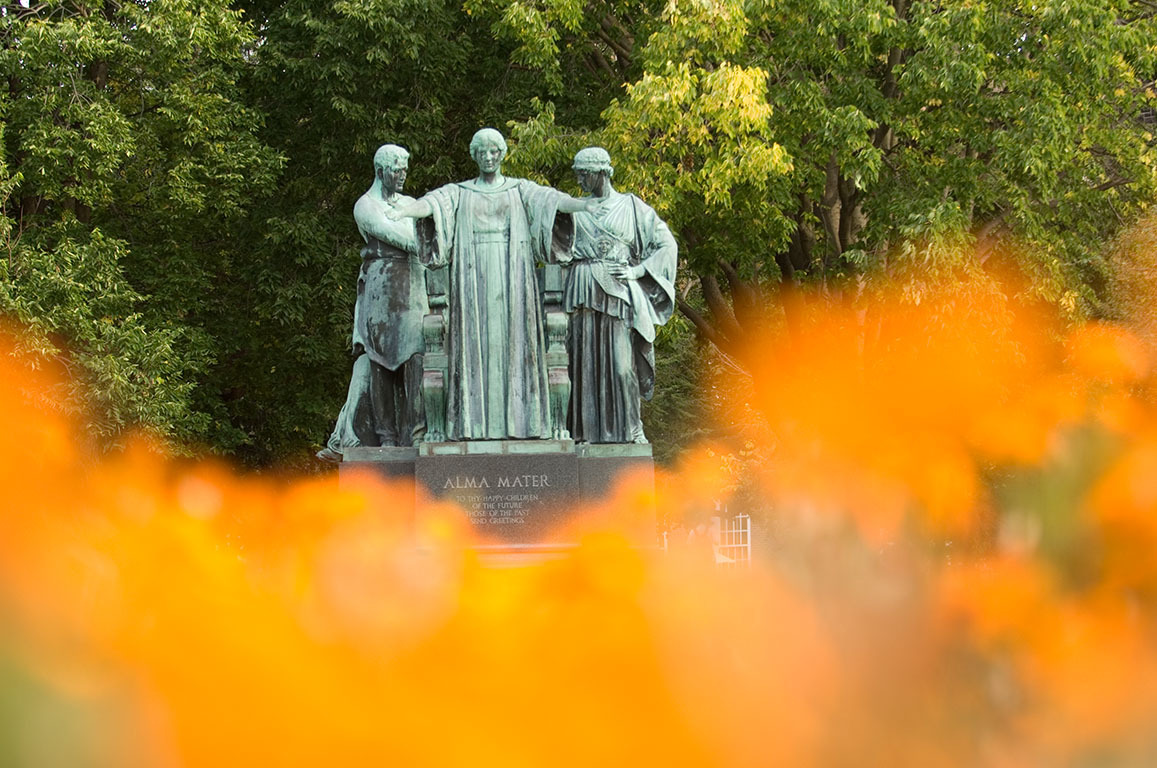 ALMA MATER
TO THY HAPPY CHILDREN
OF THE FUTURE
THOSE OF THE PAST
SEND GREETINGS